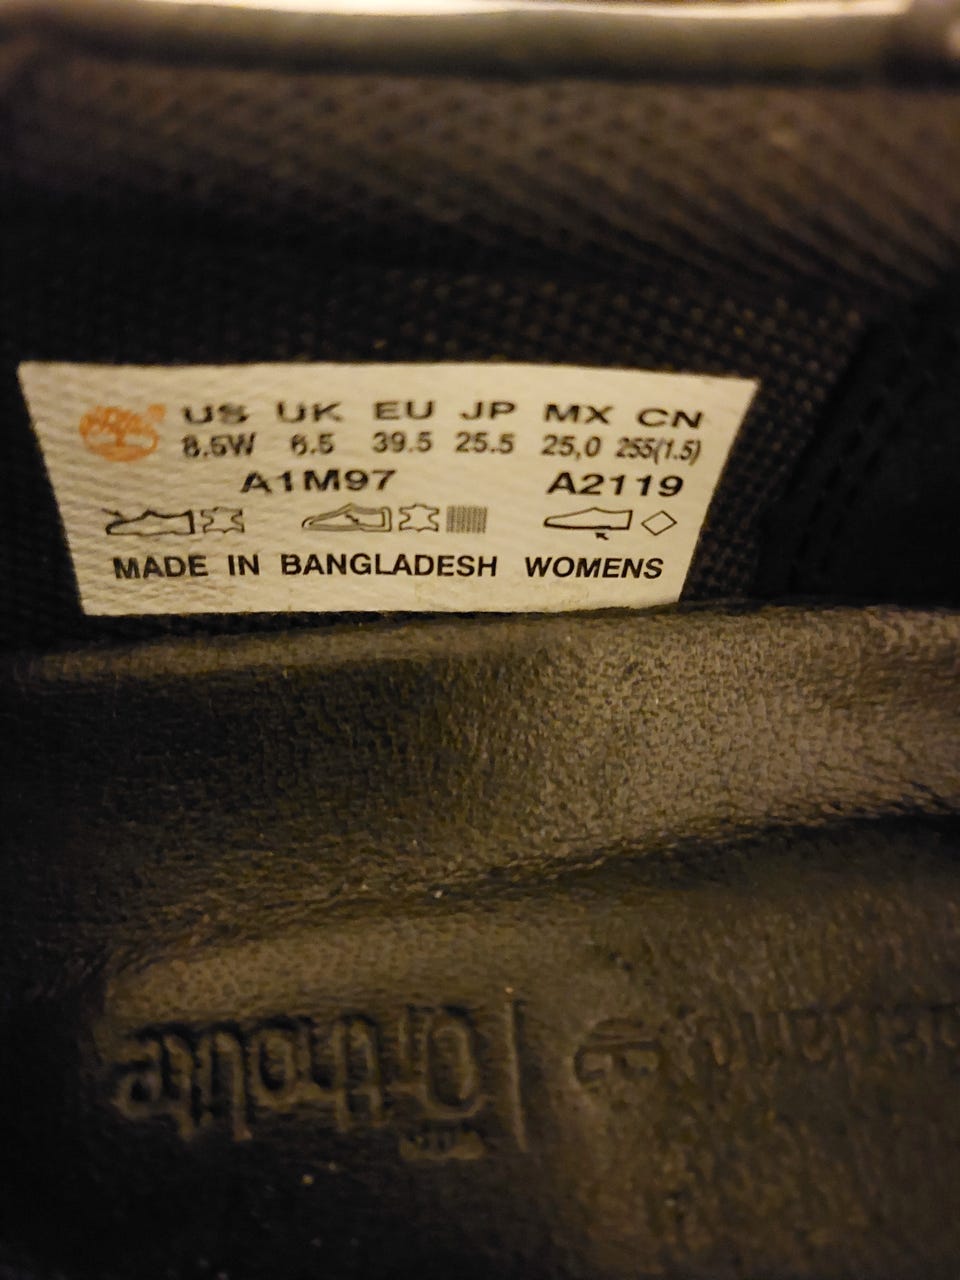 US UK EU JP MX CN
8.5W 6.5 39.5 25.5 25,0 255(1.5)
A1M97 A2119
MADE IN BANGLADESH WOMENS
Ortholite